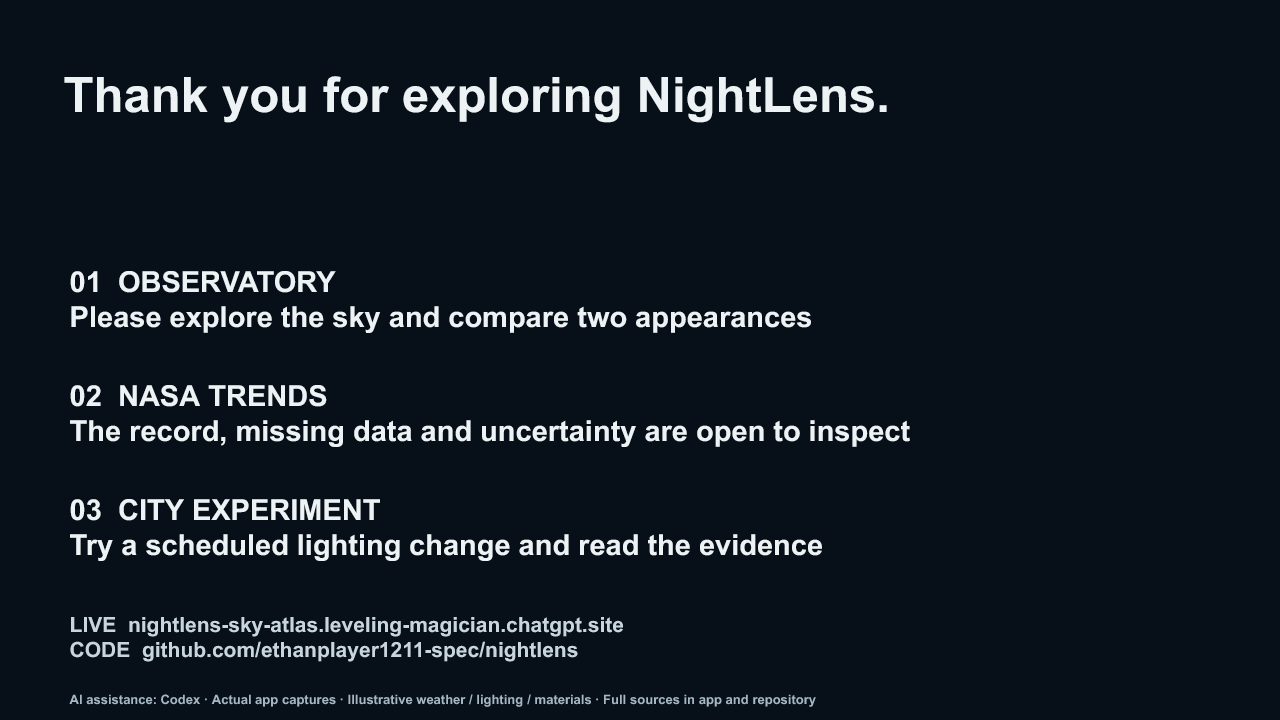 Thank you for exploring NightLens.
01 OBSERVATORY
Please explore the sky and compare two appearances
02 NASA TRENDS
The record, missing data and uncertainty are open to inspect
03 CITY EXPERIMENT
Try a scheduled lighting change and read the evidence
LIVE nightlens-sky-atlas.leveling-magician.chatgpt.site
CODE github.com/ethanplayer1211-spec/nightlens
AI assistance: Codex · Actual app captures · Illustrative weather / lighting / materials · Full sources in app and repository